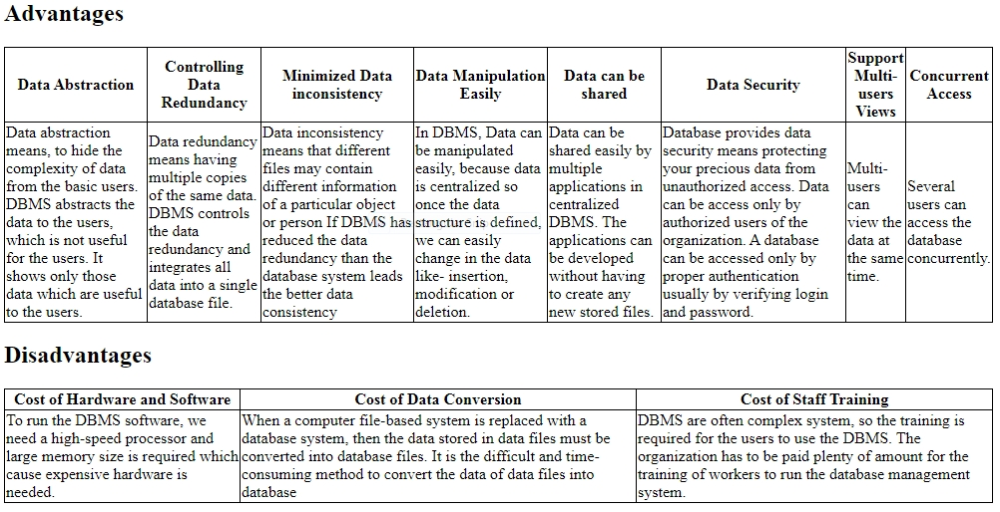 Advantages
Data Abstraction
Controlling
Data
Redundancy
Minimized Data
inconsistency
Data Manipulation
Easily
Data can be
shared
Data Security
Support
Multi-
users
Views
Concurrent
Access
Data abstraction
means, to hide the
complexity of data
from the basic users.
DBMS abstracts the
data to the users,
which is not useful
for the users. It
shows only those
data which are useful
to the users.
Data redundancy
means having
multiple copies
of the same data.
DBMS controls
the data
redundancy and
integrates all
data into a single
database file.
Data inconsistency
means that different
files may contain
different information
of a particular object
or person If DBMS has
reduced the data
redundancy than the
database system leads
the better data
consistency
In DBMS, Data can
be manipulated
easily, because data
is centralized so
once the data
structure is defined,
we can easily
change in the data
like- insertion,
modification or
deletion.
Data can be
shared easily by
multiple
applications in
centralized
DBMS. The
applications can
be developed
without having
to create any
new stored files.
Database provides data
security means protecting
your precious data from
unauthorized access. Data
can be access only by
authorized users of the
organization. A database
can be accessed only by
proper authentication
usually by verifying login
and password.
Multi-
users
can
view the
data at
the same
time.
Several
users can
access the
database
concurrently.
Disadvantages
Cost of Hardware and Software
Cost of Data Conversion
Cost of Staff Training
To run the DBMS software, we
need a high-speed processor and
large memory size is required which
cause expensive hardware is
needed.
When a computer file-based system is replaced with a
database system, then the data stored in data files must be
converted into database files. It is the difficult and time-
consuming method to convert the data of data files into
database
DBMS are often complex system, so the training is
required for the users to use the DBMS. The
organization has to be paid plenty of amount for the
training of workers to run the database management
system.